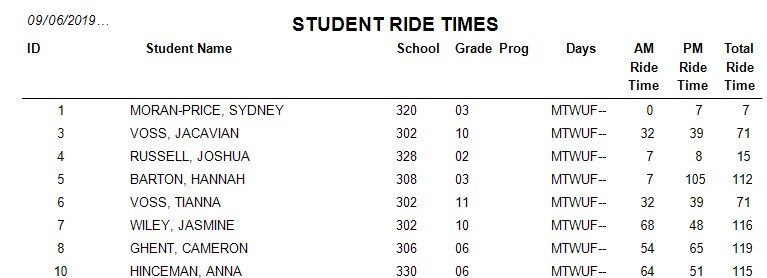 09/06/2019...
STUDENT RIDE TIMES
ID Student Name School Grade Prog Days AM Ride Time PM Ride Time Total Ride Time
1 MORAN-PRICE, SYDNEY 320 03 MTWUF-- 0 7 7
3 VOSS, JACAVIAN 302 10 MTWUF-- 32 39 71
4 RUSSELL, JOSHUA 328 02 MTWUF-- 7 8 15
5 BARTON, HANNAH 308 03 MTWUF-- 7 105 112
6 VOSS, TIANNA 302 11 MTWUF-- 32 39 71
7 WILEY, JASMINE 302 10 MTWUF-- 68 48 116
8 GHENT, CAMERON 306 06 MTWUF-- 54 65 119
10 HINCEMAN, ANNA 330 06 MTWUF-- 64 51 115